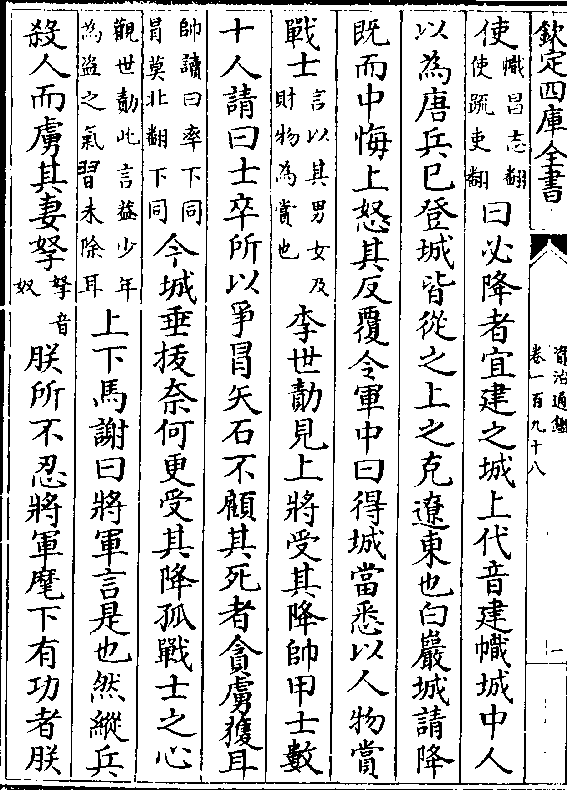 欽定四庫全書
資治通鑑
卷一百九十八
一
使幟昌志翻使疏吏翻曰必降者宜建之城上代音建幟城中人
以為唐兵已登城皆從之上之克遼東也白巖城請降
既而中悔上怒其反覆令軍中曰得城當悉以人物賞
戰士言以其男女及財物為賞也李世勣見上將受其降帥甲士數
十人請曰士卒所以爭冒矢石不顧其死者貪虜獲耳
帥讀曰率下同冒莫北翻下同今城垂拔奈何更受其降孤戰士之心
觀世勣此言益少年為盗之氣習未除耳上下馬謝曰將軍言是也然縱兵
殺人而虜其妻孥孥音奴朕所不忍將軍麾下有功者朕